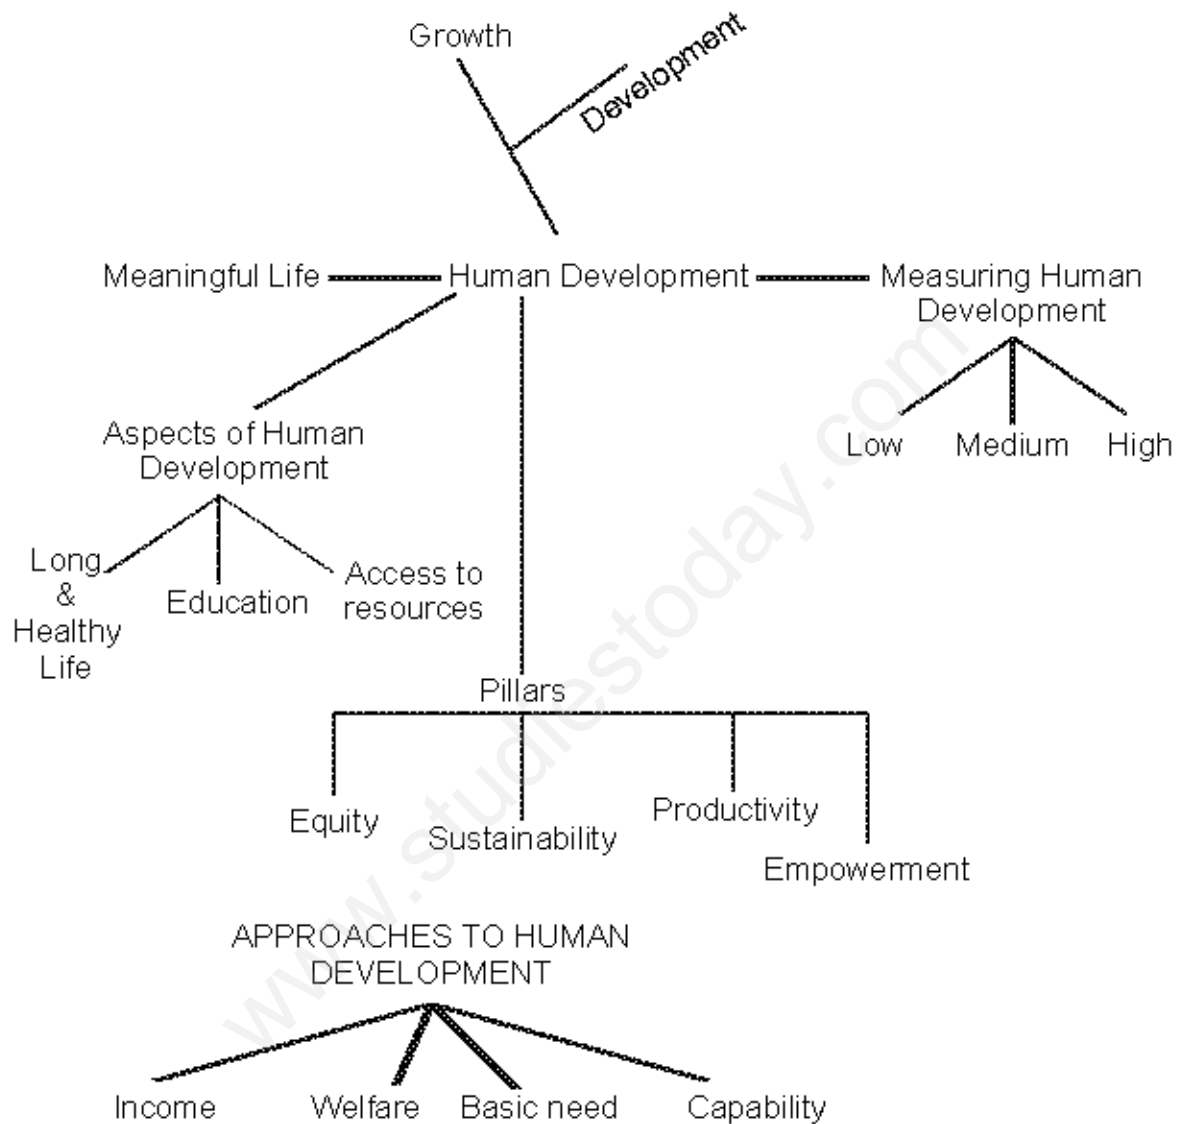 Growth
Development
Meaningful Life
Human Development
Measuring Human
Development
Low
Medium
High
Aspects of Human
Development
Long
&
Healthy
Life
Education
Access to
resources
Pillars
Equity
Sustainability
Productivity
Empowerment
APPROACHES TO HUMAN
DEVELOPMENT
Income
Welfare
Basic need
Capability
www.studiestoday.com